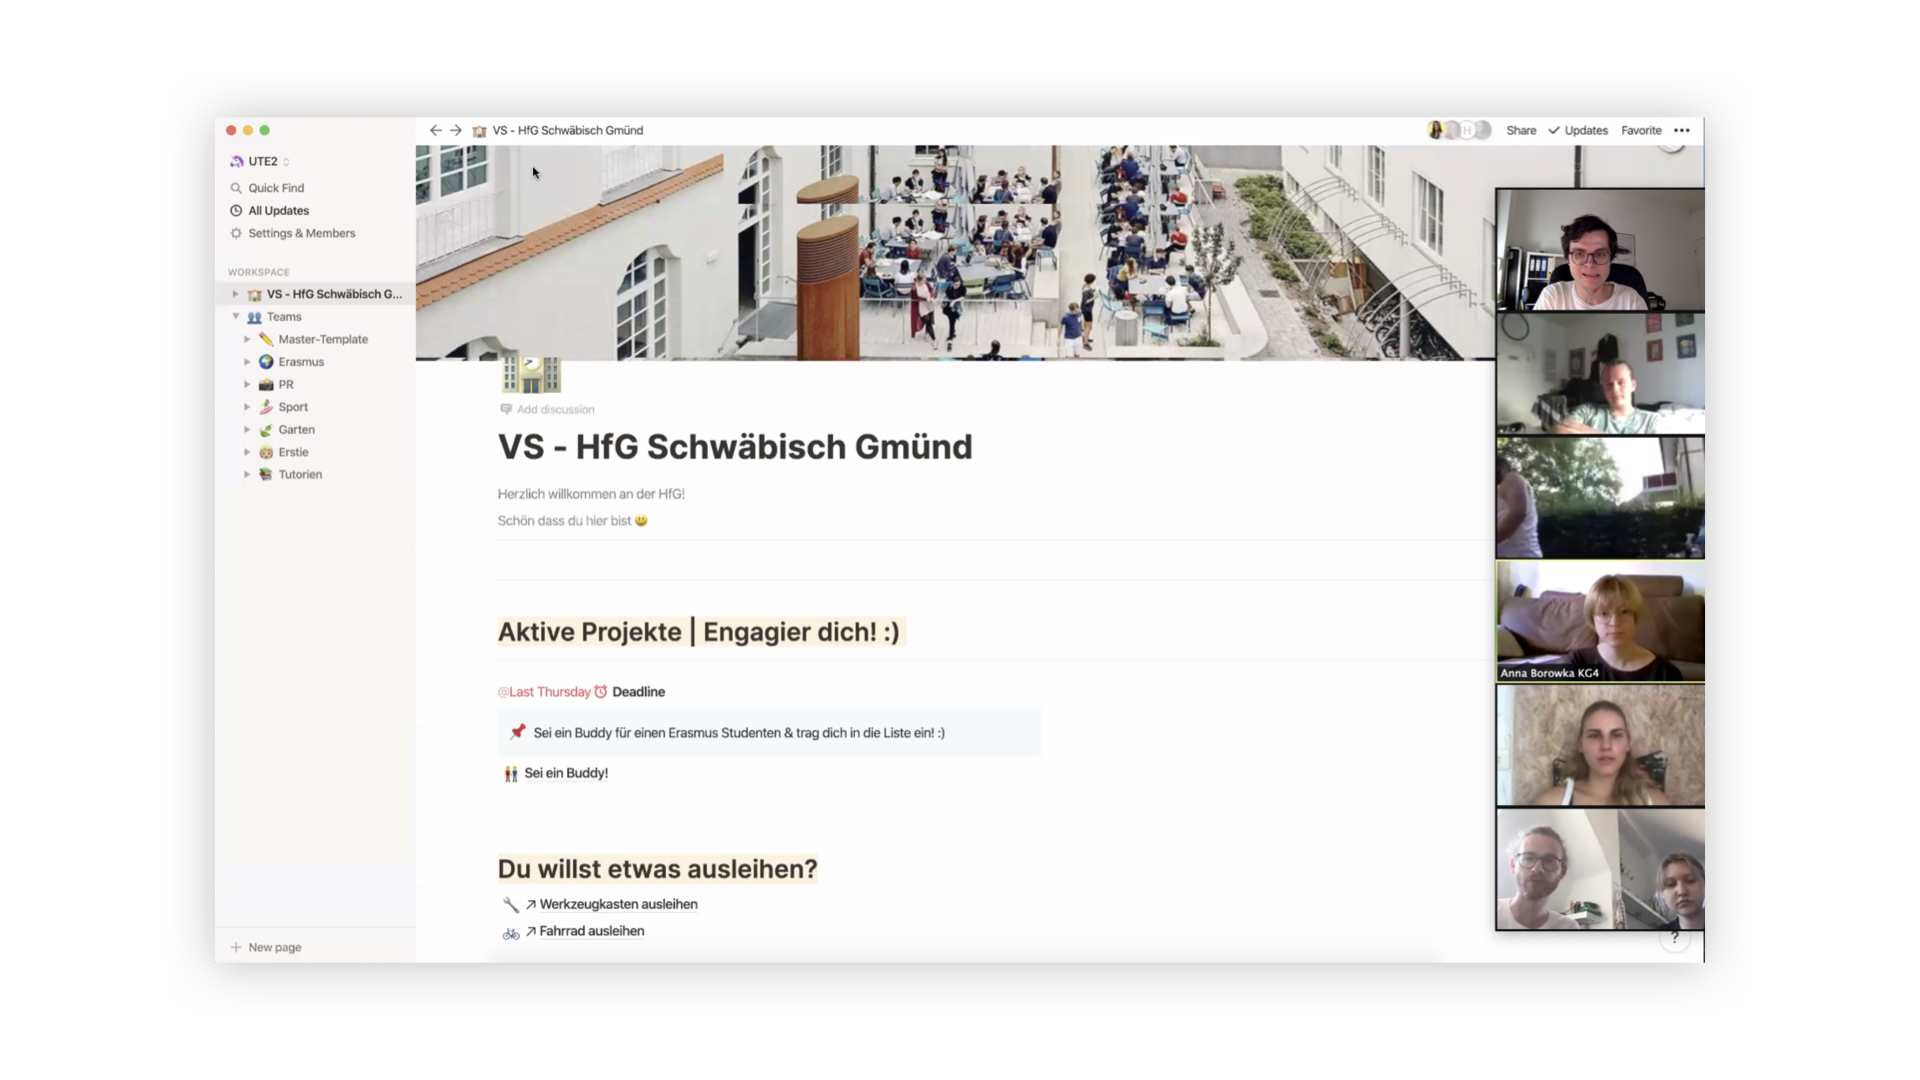 VS - HfG Schwäbisch Gmünd
H
Share
Updates
Favorite
UTE2
Quick Find
All Updates
Settings & Members
WORKSPACE
VS - HfG Schwäbisch G...
Teams
Master-Template
Erasmus
PR
Sport
Garten
Erstie
Tutorien
New page
Add discussion
VS - HfG Schwäbisch Gmünd
Herzlich willkommen an der HfG!
Schön dass du hier bist 😃
Aktive Projekte | Engagier dich! :)
@Last Thursday ⏰ Deadline
📌 Sei ein Buddy für einen Erasmus Studenten & trag dich in die Liste ein! :)
Sei ein Buddy!
Du willst etwas ausleihen?
Werkzeugkasten ausleihen
Fahrrad ausleihen
Anna Borowka KG4
?